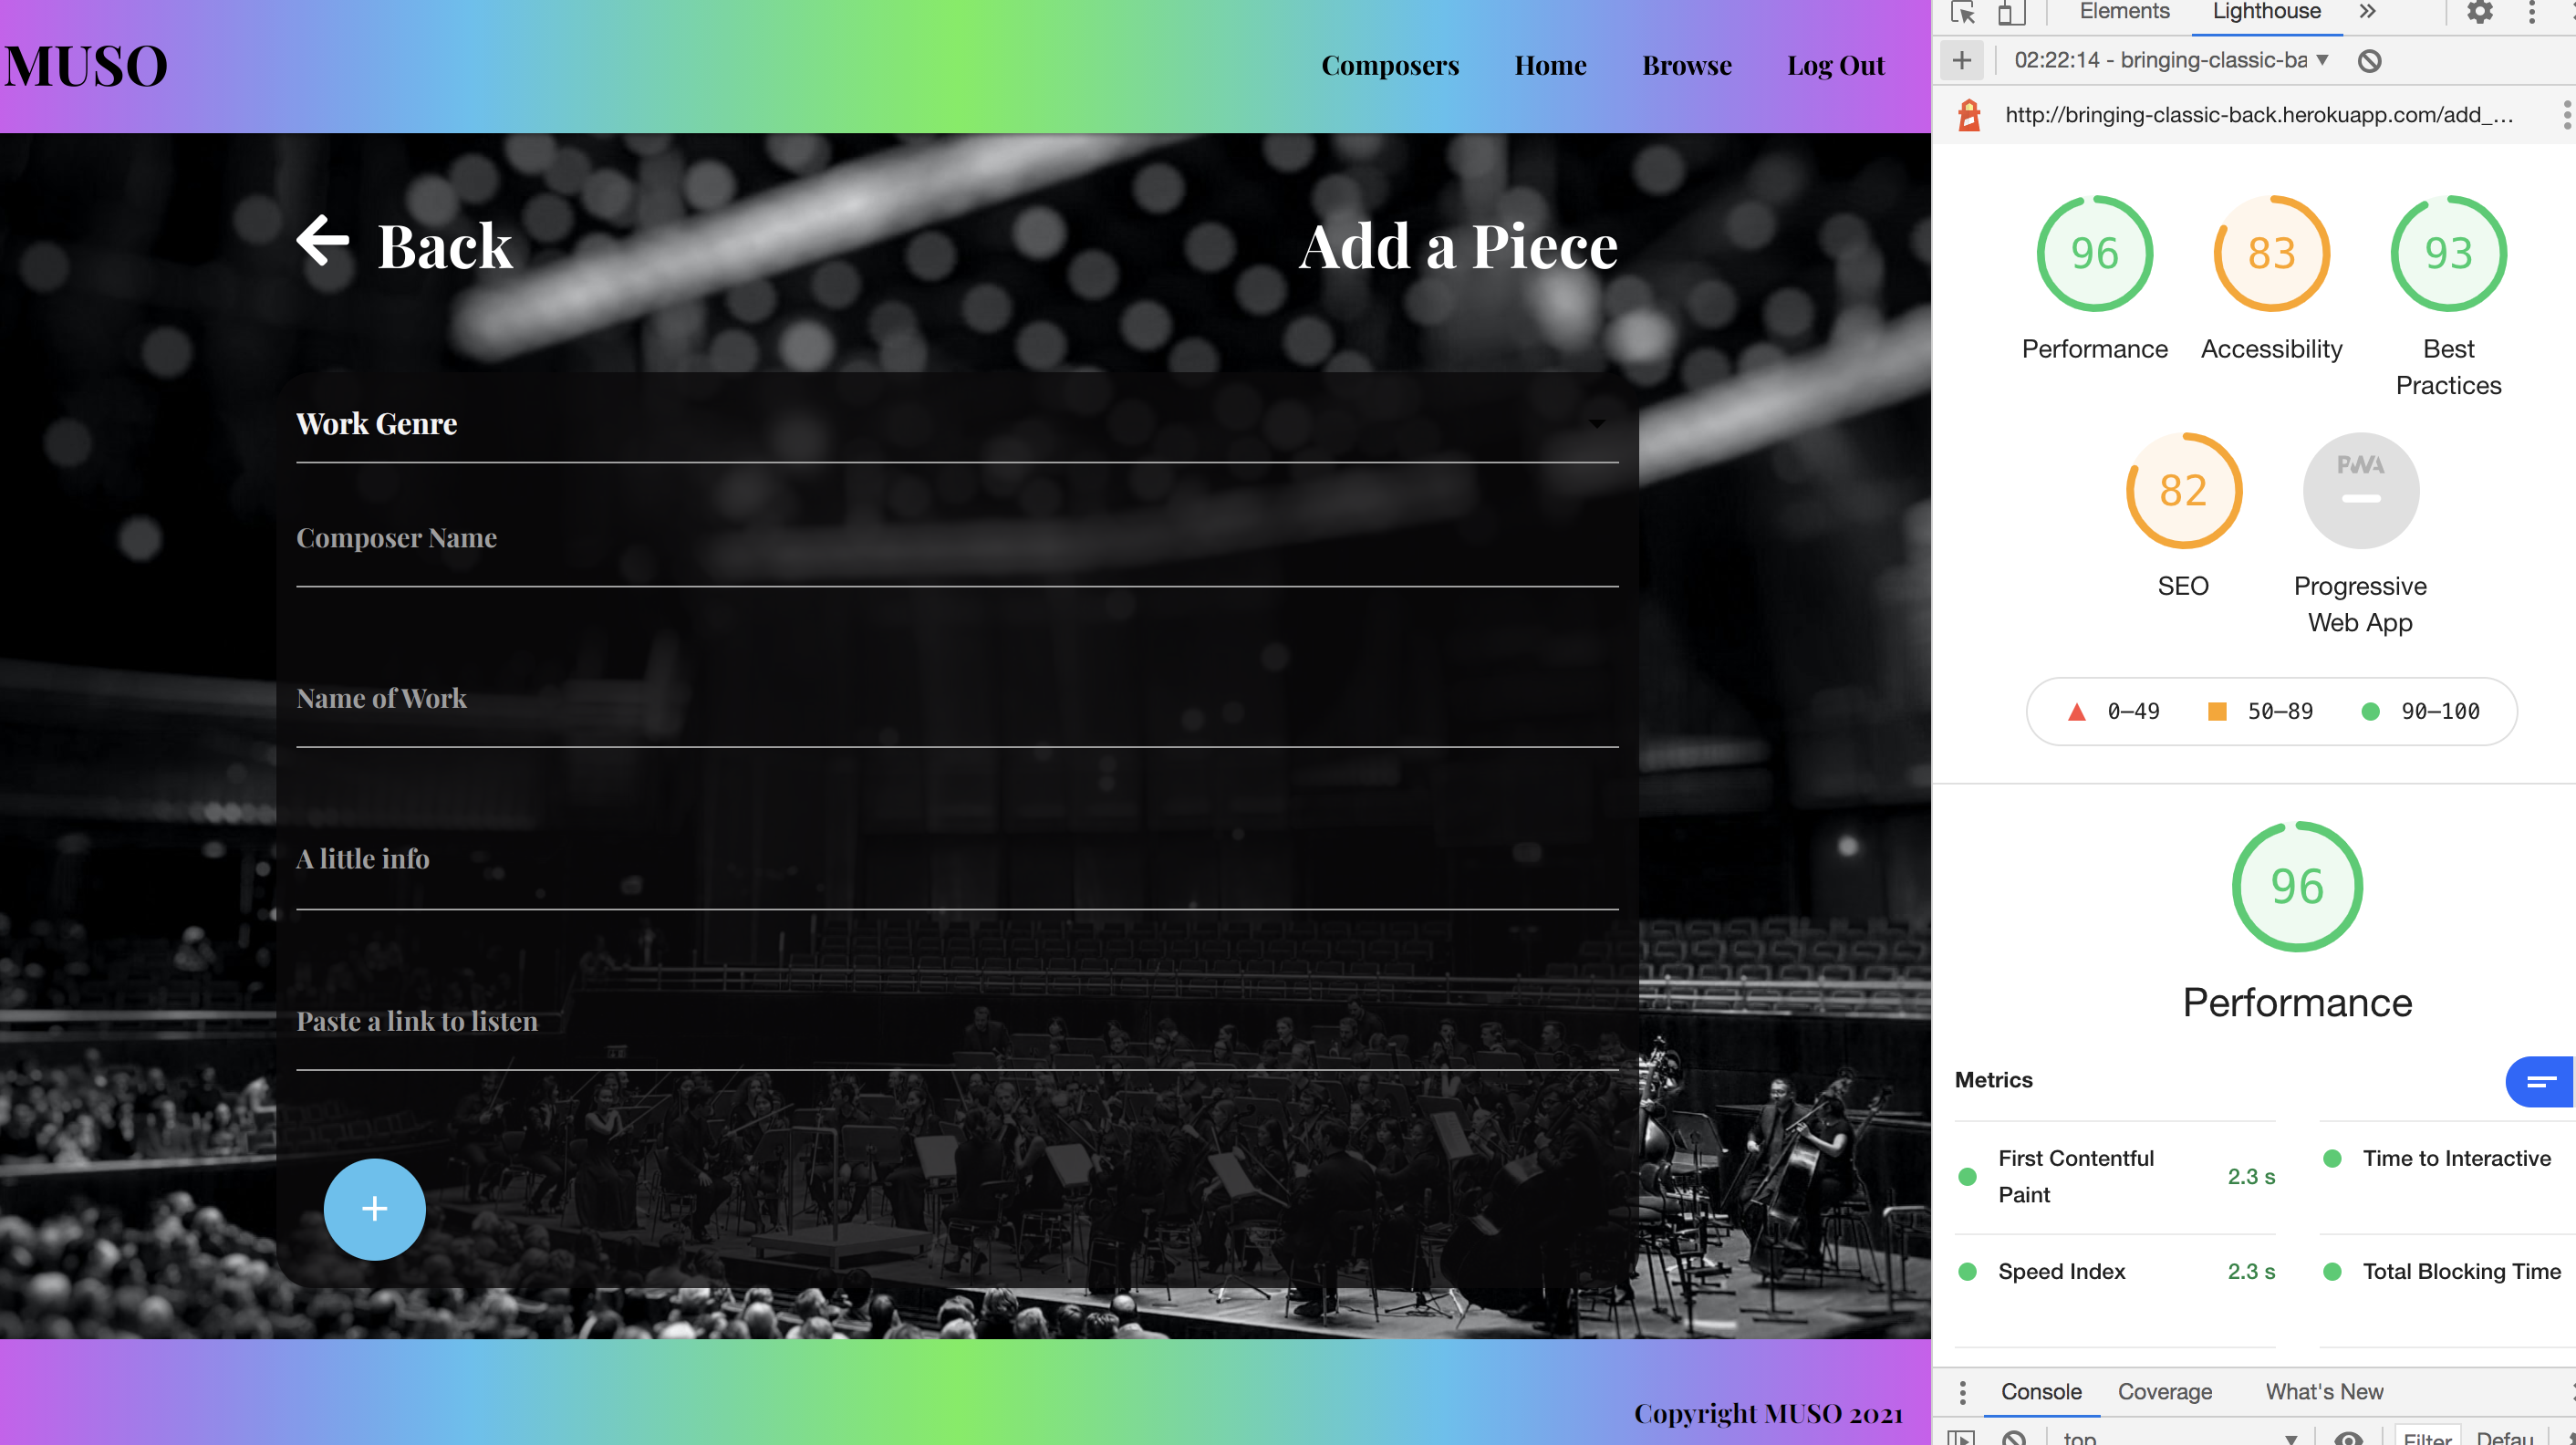 MUSO
Composers
Home
Browse
Log Out
Back
Add a Piece
Work Genre
Composer Name
Name of Work
A little info
Paste a link to listen
+
Copyright MUSO 2021
Elements
Lighthouse
»
02:22:14 - bringing-classic-ba
http://bringing-classic-back.herokuapp.com/add_...
96
83
93
Performance
Accessibility
Best
Practices
82
PWA
SEO
Progressive
Web App
0–49
50–89
90–100
96
Performance
Metrics
First Contentful
Paint
2.3 s
Time to Interactive
Speed Index
2.3 s
Total Blocking Time
Console
Coverage
What's New
top
Filter
Defau